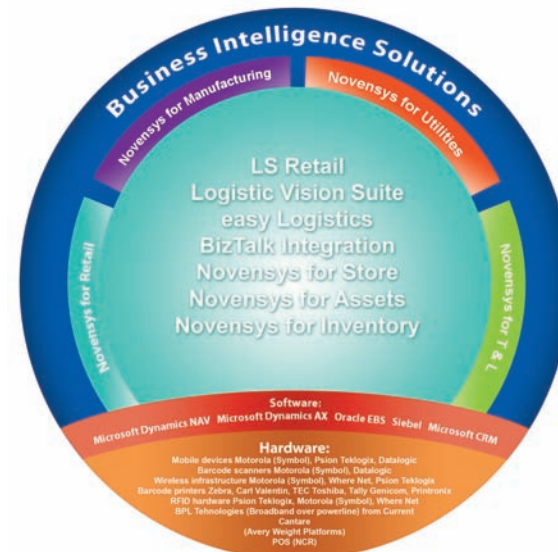 Business Intelligence Solutions
Novensys for Manufacturing
Novensys for Utilities
Novensys for Retail
Novensys for T & L
LS Retail
Logistic Vision Suite
easy Logistics
BizTalk Integration
Novensys for Store
Novensys for Assets
Novensys for Inventory
Software:
Microsoft Dynamics NAV Microsoft Dynamics AX Oracle EBS Siebel Microsoft CRM
Hardware:
Mobile devices Motorola (Symbol), Psion Teklogix, Datalogic
Barcode scanners Motorola (Symbol), Datalogic
Wireless infrastructure Motorola (Symbol), Where Net, Psion Teklogix
Barcode printers Zebra, Carl Valentin, TEC Toshiba, Tally Genicom, Printronix
RFID hardware Psion Teklogix, Motorola (Symbol), Where Net
BPL Tehnologies (Broadband over powerline) from Current
Cantare
(Avery Weight Platforms)
POS (NCR)